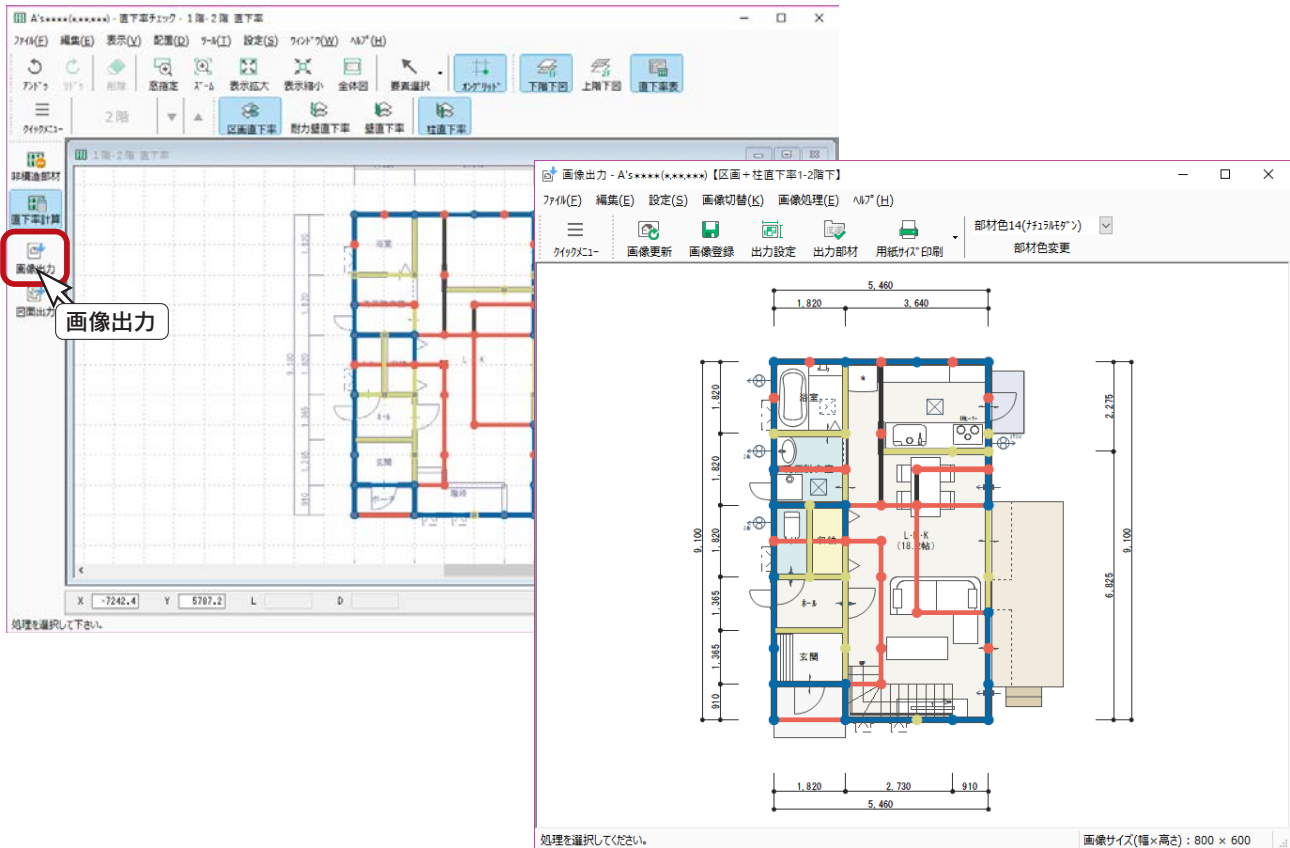 A's****(*,**,***) - 直下率チェック - 1階-2階 直下率
ﾌｧｲﾙ(F) 編集(E) 表示(V) 配置(D) ﾂｰﾙ(T) 設定(S) ｳｨﾝﾄﾞｳ(W) ﾍﾙﾌﾟ(H)
ｱﾝﾄﾞｩ ﾘﾄﾞｩ 削除 窓指定 ｽﾞｰﾑ 表示拡大 表示縮小 全体図 要素選択 ｵﾝｸﾞﾘｯﾄﾞ 下階下図 上階下図 直下率表
ｸｲｯｸﾒﾆｭｰ 2階 区画直下率 耐力壁直下率 壁直下率 柱直下率
非構造部材
直下率計算
画像出力
図面出力
画像出力
1階-2階 直下率
1,820
浴室
1,820
9,100
1,820
L
K
1,365
ﾎｰﾙ
玄関
階段
ポーチ
910
X -7242.4 Y 5787.2 L D
処理を選択して下さい。
画像出力 - A's****(*,**,***)【区画+柱直下率1-2階下】
ﾌｧｲﾙ(F) 編集(E) 設定(S) 画像切替(K) 画像処理(E) ﾍﾙﾌﾟ(H)
ｸｲｯｸﾒﾆｭｰ 画像更新 画像登録 出力設定 出力部材 用紙ｻｲｽﾞ印刷
部材色14(ﾅﾁｭﾗﾙﾓﾀﾞﾝ)
部材色変更
5,460
1,820 3,640
1,820
浴室
2,275
1,820
9,100
1,820
L・D・K
(18.2帖)
9,100
6,825
1,365
ﾎｰﾙ
1,365
玄関
910
1,820 2,730 910
5,460
処理を選択してください。
画像サイズ(幅×高さ) : 800 × 600